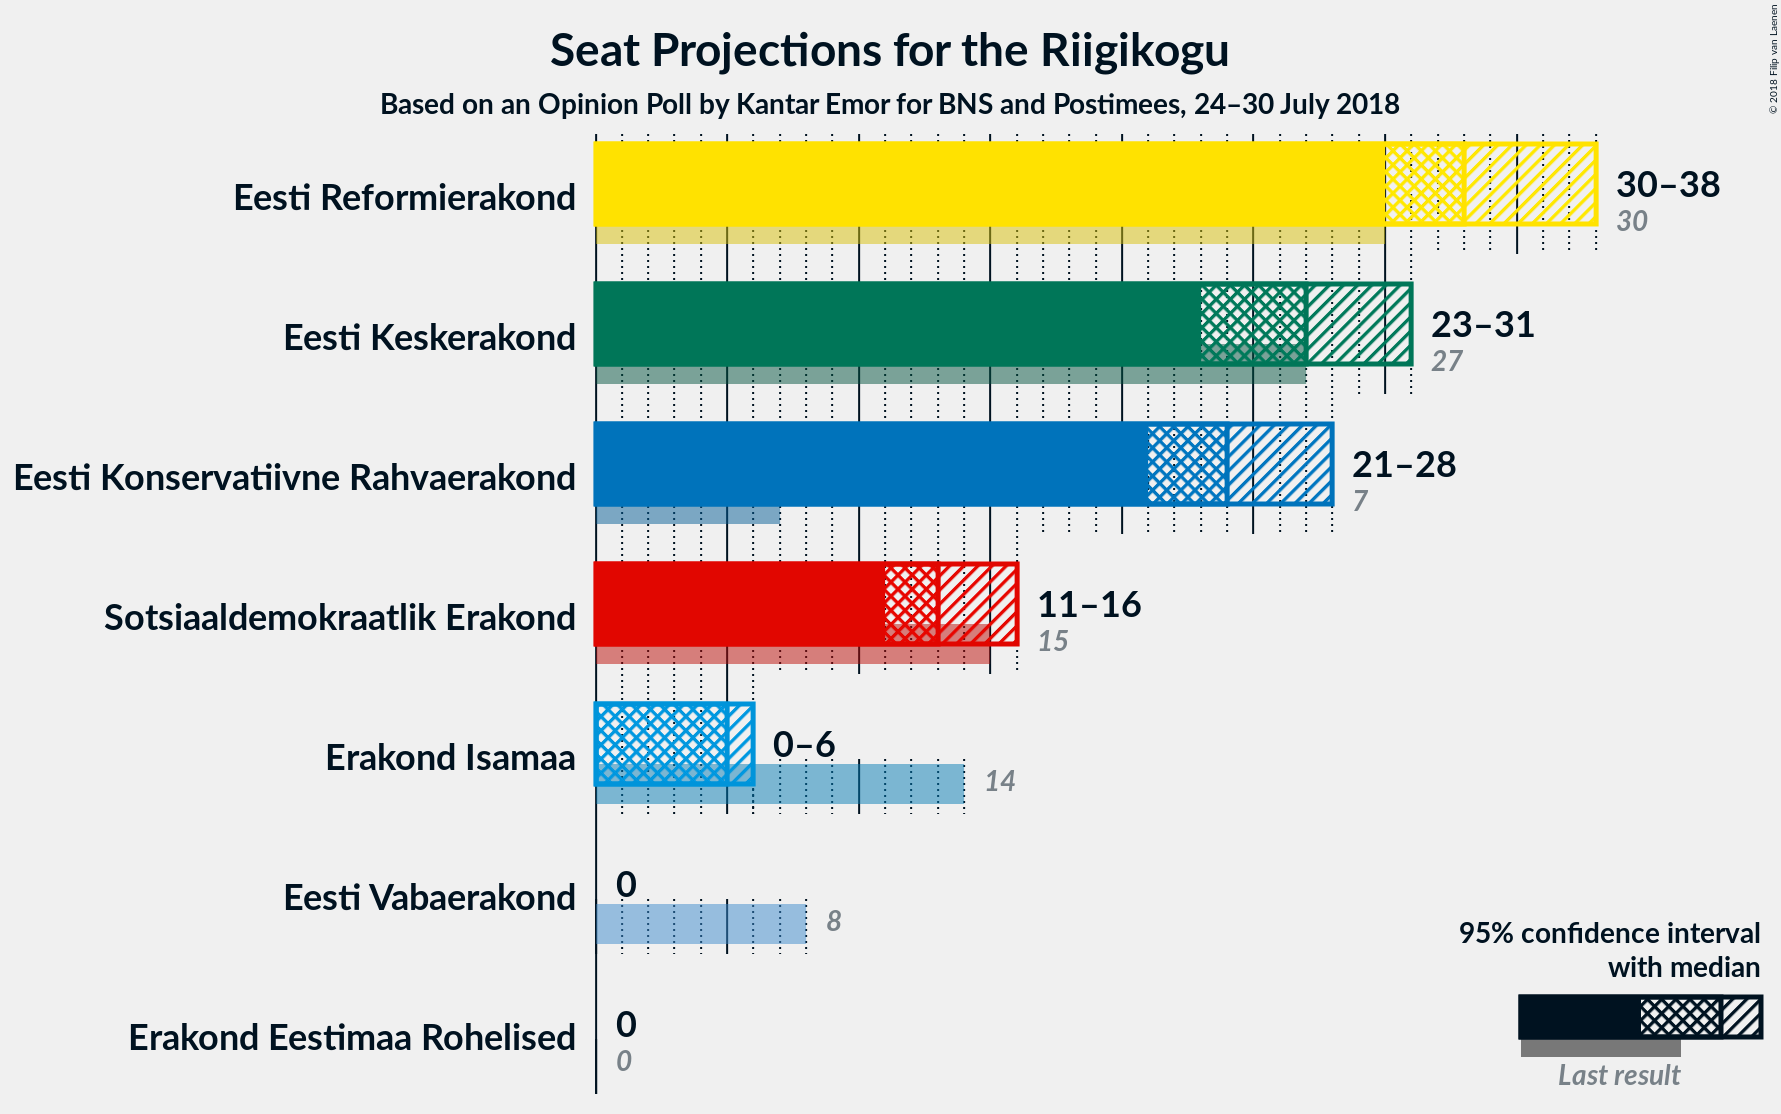 Seat Projections for the Riigikogu
Based on an Opinion Poll by Kantar Emor for BNS and Postimees, 24–30 July 2018
© 2018 Filip van Laenen
Eesti Reformierakond
30–38
30
Eesti Keskerakond
23–31
27
Eesti Konservatiivne Rahvaerakond
21–28
7
Sotsiaaldemokraatlik Erakond
11–16
15
Erakond Isamaa
0–6
14
Eesti Vabaerakond
0
8
Erakond Eestimaa Rohelised
0
0
95% confidence interval
with median
Last result